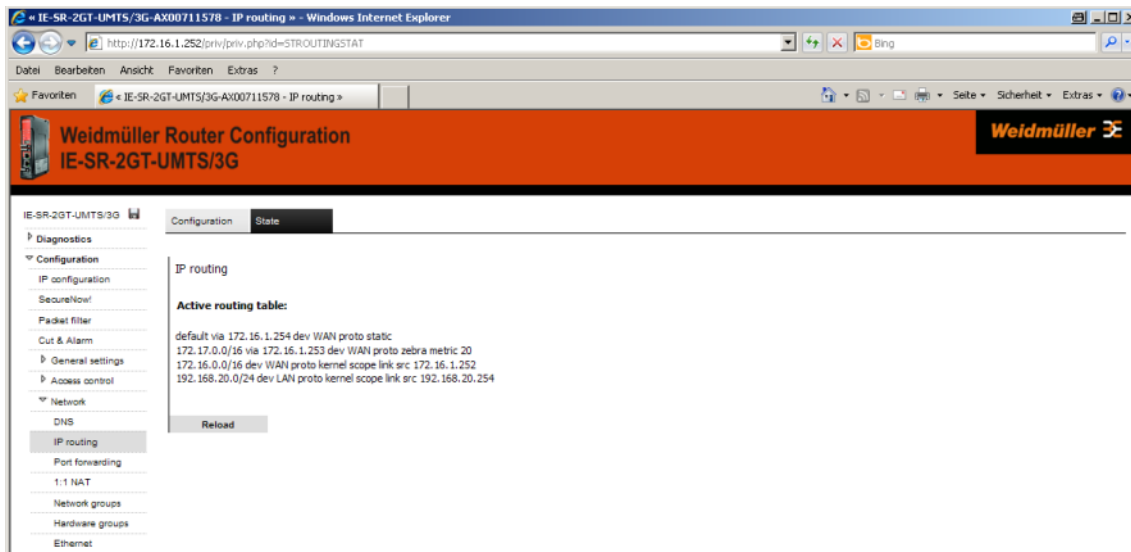 « IE-SR-2GT-UMTS/3G-AX00711578 - IP routing » - Windows Internet Explorer
http://172.16.1.252/priv/priv.php?id=STROUTINGSTAT
Bing
Datei Bearbeiten Ansicht Favoriten Extras ?
Favoriten
« IE-SR-2GT-UMTS/3G-AX00711578 - IP routing »
Seite Sicherheit Extras
Weidmüller Router Configuration
IE-SR-2GT-UMTS/3G
Weidmüller
IE-SR-2GT-UMTS/3G
Configuration State
Diagnostics
Configuration
IP configuration
SecureNow!
Packet filter
Cut & Alarm
General settings
Access control
Network
DNS
IP routing
Port forwarding
1:1 NAT
Network groups
Hardware groups
Ethernet
IP routing
Active routing table:
default via 172.16.1.254 dev WAN proto static
172.17.0.0/16 via 172.16.1.253 dev WAN proto zebra metric 20
172.16.0.0/16 dev WAN proto kernel scope link src 172.16.1.252
192.168.20.0/24 dev LAN proto kernel scope link src 192.168.20.254
Reload